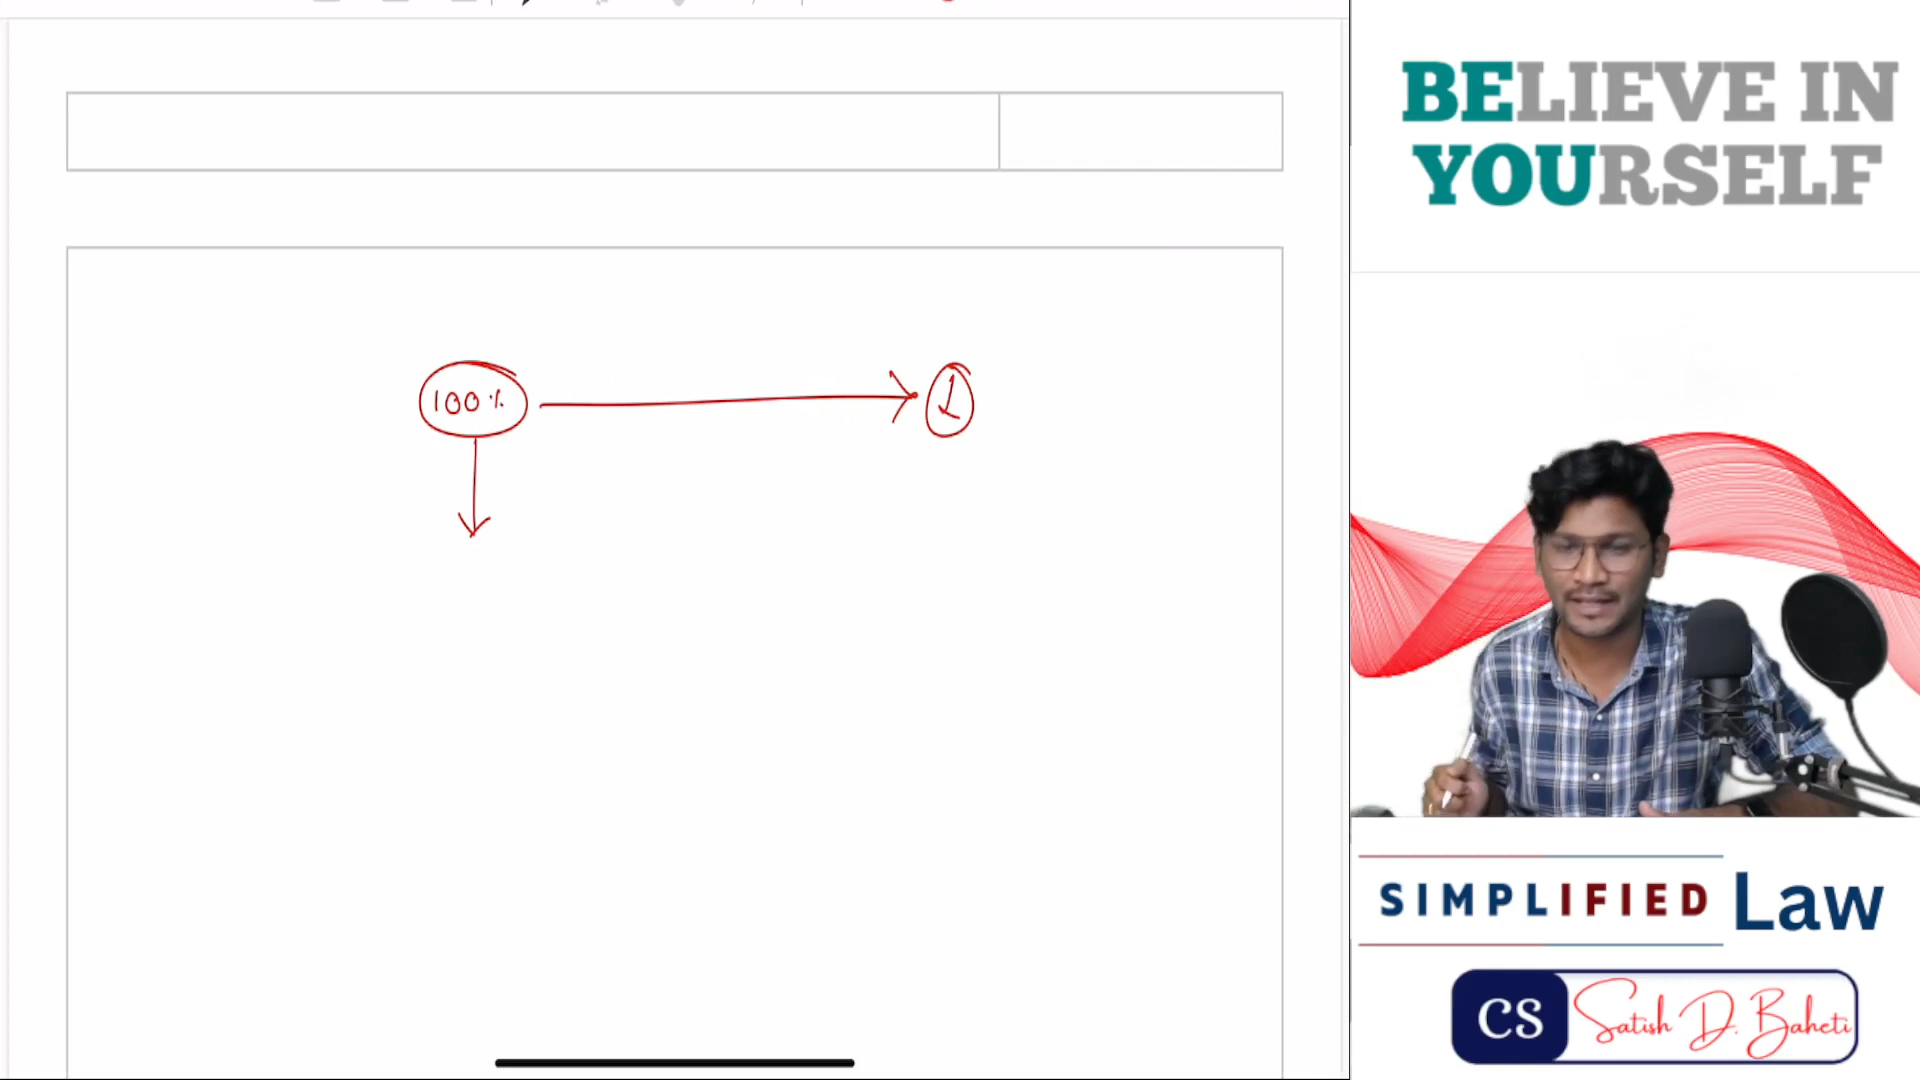 BELIEVE IN
YOURSELF
100%
1
SIMPLIFIED Law
CS Satish D. Baheti